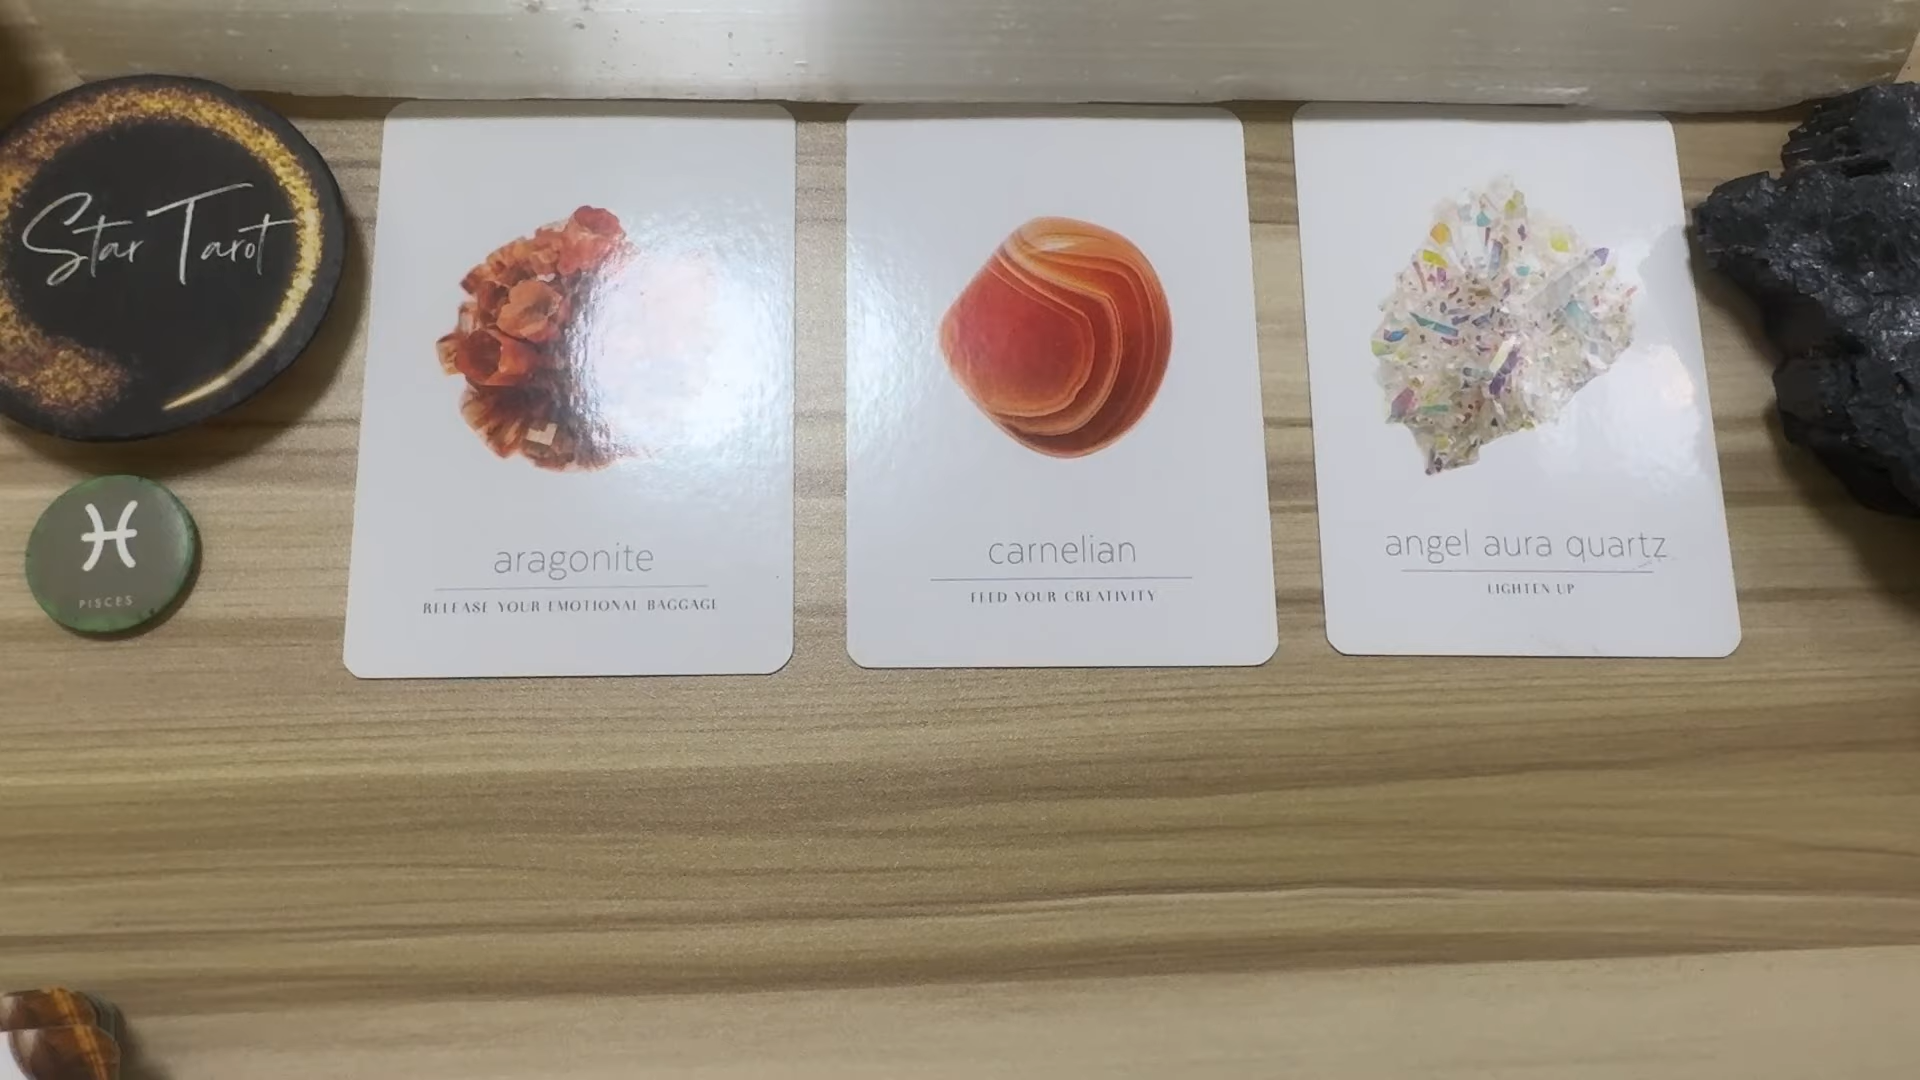 Star Tarot
PISCES
aragonite
RELEASE YOUR EMOTIONAL BAGGAGE
carnelian
FEED YOUR CREATIVITY
angel aura quartz
LIGHTEN UP